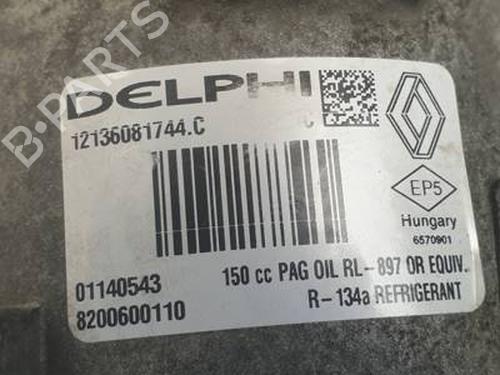 B-PARTS
DELPHI
12136081744.C
C
EP5
Hungary
6570901
01140543
8200600110
150 cc PAG OIL RL-897 OR EQUIV.
R-134a REFRIGERANT